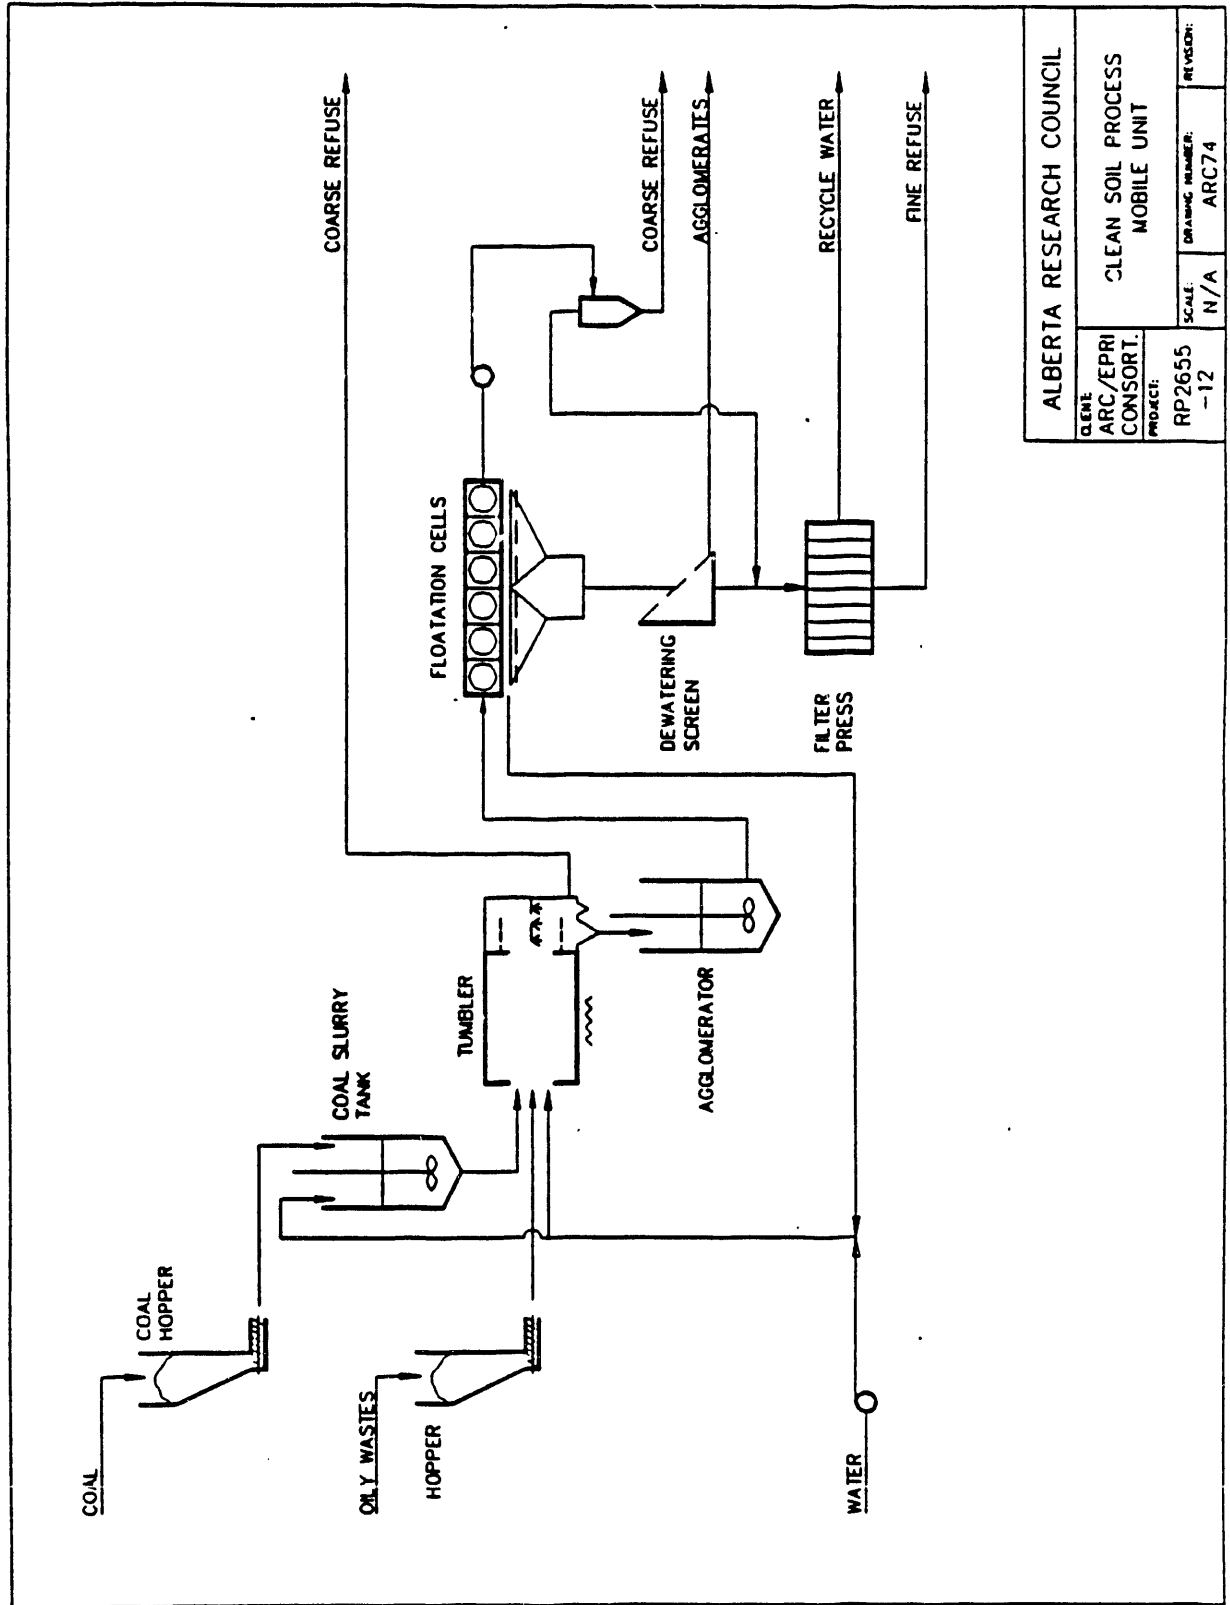 COAL
COAL
HOPPER
COARSE REFUSE
COAL SLURRY
TANK
OILY WASTES
HOPPER
TUMBLER
FLOATATION CELLS
COARSE REFUSE
AGGLOMERATES
DEWATERING
SCREEN
AGGLOMERATOR
RECYCLE WATER
FILTER
PRESS
FINE REFUSE
WATER
ALBERTA RESEARCH COUNCIL
CLIENT:
ARC/EPRI
CONSORT.
PROJECT:
RP2655
-12
CLEAN SOIL PROCESS
MOBILE UNIT
SCALE:
N/A
DRAWING NUMBER:
ARC74
REVISION: